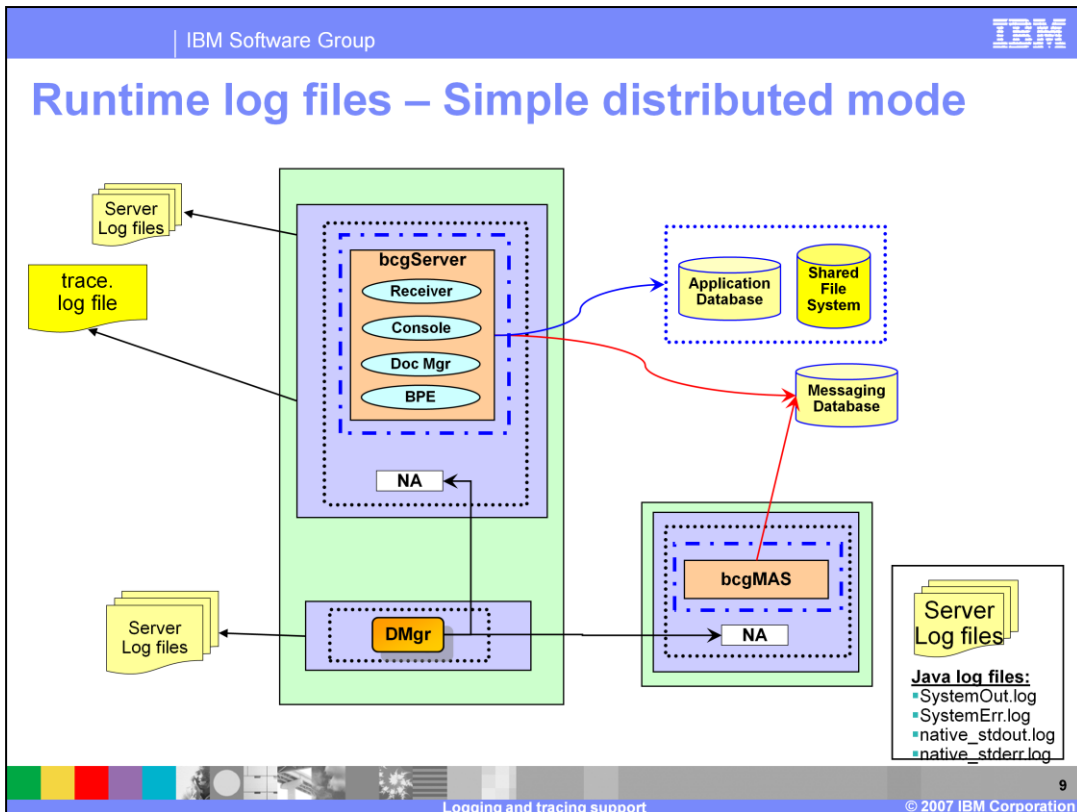 IBM Software Group
IBM
Runtime log files – Simple distributed mode
Server
Log files
trace.
log file
bcgServer
Receiver
Console
Doc Mgr
BPE
NA
Application
Database
Shared
File
System
Messaging
Database
bcgMAS
NA
Server
Log files
DMgr
Server
Log files
Java log files:
▪SystemOut.log
▪SystemErr.log
▪native_stdout.log
▪native_stderr.log
9
Logging and tracing support
© 2007 IBM Corporation